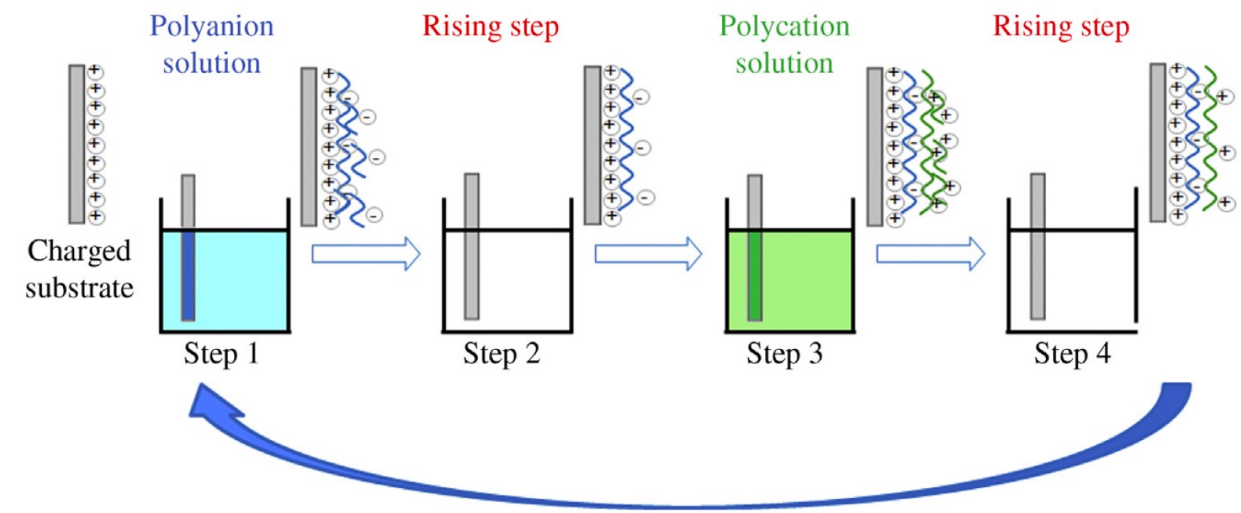 Polyanion
solution
Rising step
Polycation
solution
Rising step
Charged
substrate
Step 1
Step 2
Step 3
Step 4